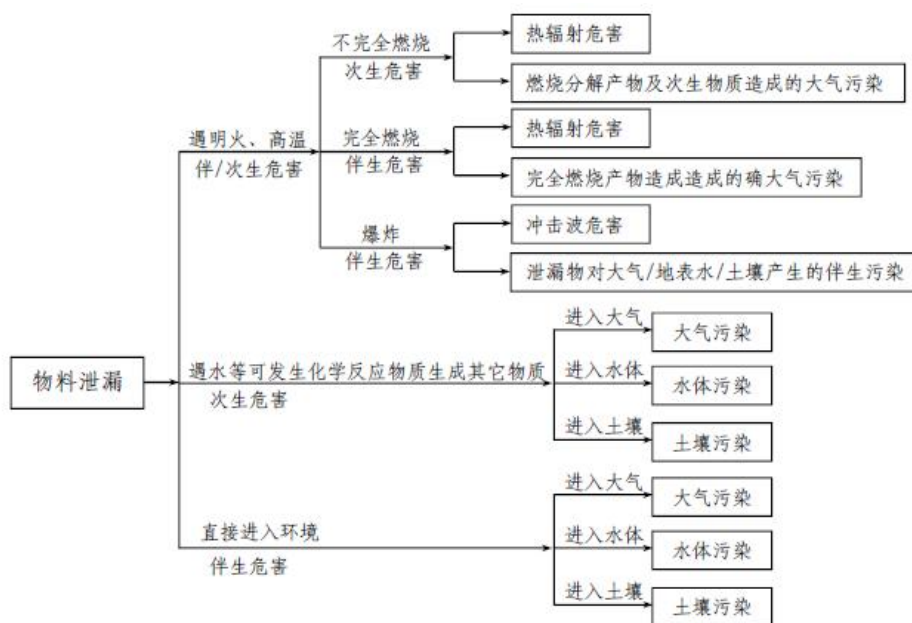 不完全燃烧
次生危害
热辐射危害
燃烧分解产物及次生物质造成的大气污染
遇明火、高温
伴/次生危害
完全燃烧
伴生危害
热辐射危害
完全燃烧产物造成造成的确大气污染
爆炸
伴生危害
冲击波危害
泄漏物对大气/地表水/土壤产生的伴生污染
物料泄漏
遇水等可发生化学反应物质生成其它物质
次生危害
进入大气
大气污染
进入水体
水体污染
进入土壤
土壤污染
直接进入环境
伴生危害
进入大气
大气污染
进入水体
水体污染
进入土壤
土壤污染